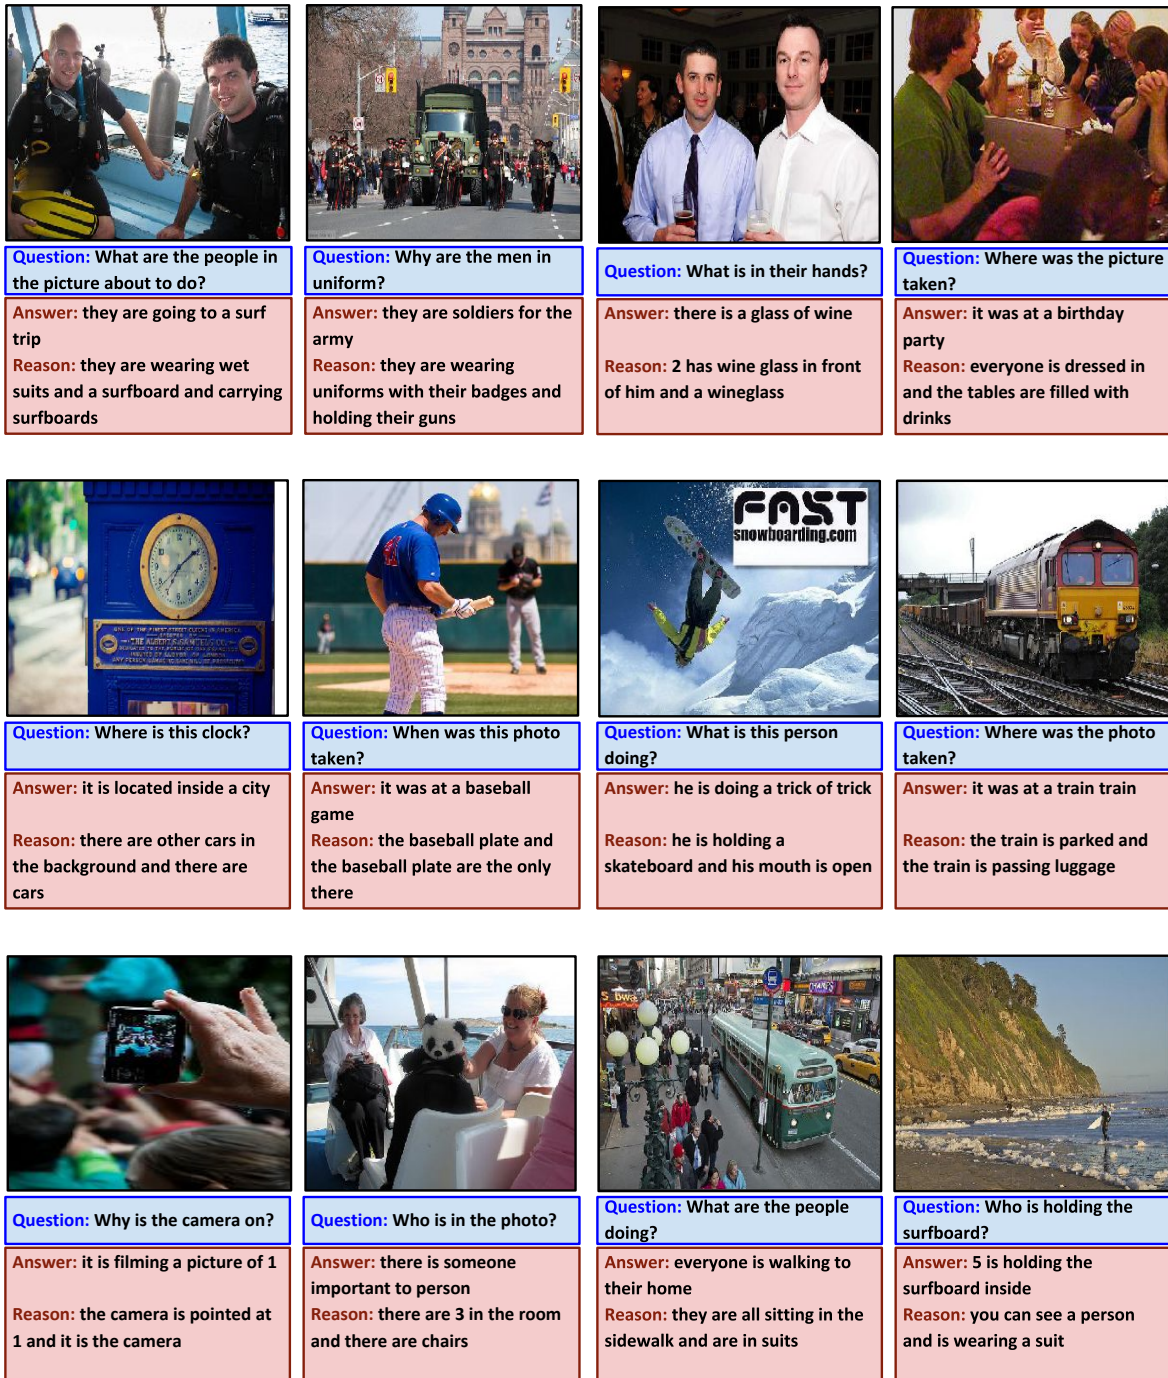 Question: What are the people in
the picture about to do?
Answer: they are going to a surf
trip
Reason: they are wearing wet
suits and a surfboard and carrying
surfboards
Question: Why are the men in
uniform?
Answer: they are soldiers for the
army
Reason: they are wearing
uniforms with their badges and
holding their guns
Question: What is in their hands?
Answer: there is a glass of wine
Reason: 2 has wine glass in front
of him and a wineglass
Question: Where was the picture
taken?
Answer: it was at a birthday
party
Reason: everyone is dressed in
and the tables are filled with
drinks
THE ALBERT S. SAMUELS CO.
Question: Where is this clock?
Answer: it is located inside a city
Reason: there are other cars in
the background and there are
cars
Question: When was this photo
taken?
Answer: it was at a baseball
game
Reason: the baseball plate and
the baseball plate are the only
there
FAST
snowboarding.com
Question: What is this person
doing?
Answer: he is doing a trick of trick
Reason: he is holding a
skateboard and his mouth is open
Question: Where was the photo
taken?
Answer: it was at a train train
Reason: the train is parked and
the train is passing luggage
Question: Why is the camera on?
Answer: it is filming a picture of 1
Reason: the camera is pointed at
1 and it is the camera
Question: Who is in the photo?
Answer: there is someone
important to person
Reason: there are 3 in the room
and there are chairs
Question: What are the people
doing?
Answer: everyone is walking to
their home
Reason: they are all sitting in the
sidewalk and are in suits
Question: Who is holding the
surfboard?
Answer: 5 is holding the
surfboard inside
Reason: you can see a person
and is wearing a suit